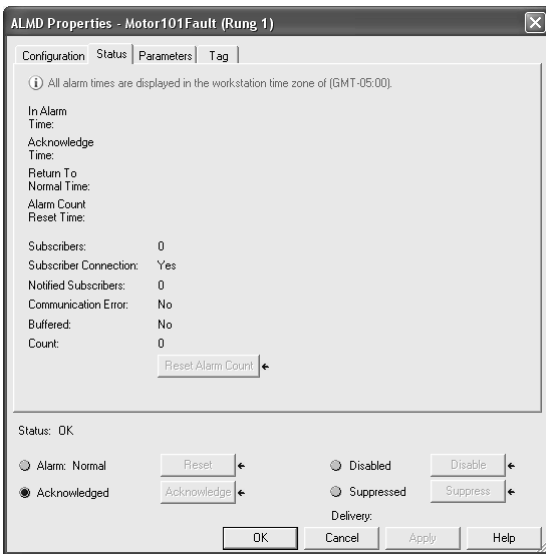 ALMD Properties - Motor101Fault (Rung 1)
Configuration Status Parameters Tag
All alarm times are displayed in the workstation time zone of (GMT-05:00).
In Alarm
Time:
Acknowledge
Time:
Return To
Normal Time:
Alarm Count
Reset Time:
Subscribers: 0
Subscriber Connection: Yes
Notified Subscribers: 0
Communication Error: No
Buffered: No
Count: 0
Reset Alarm Count
Status: OK
Alarm: Normal Reset Disabled Disable
Acknowledged Acknowledge Suppressed Suppress
Delivery:
OK Cancel Apply Help